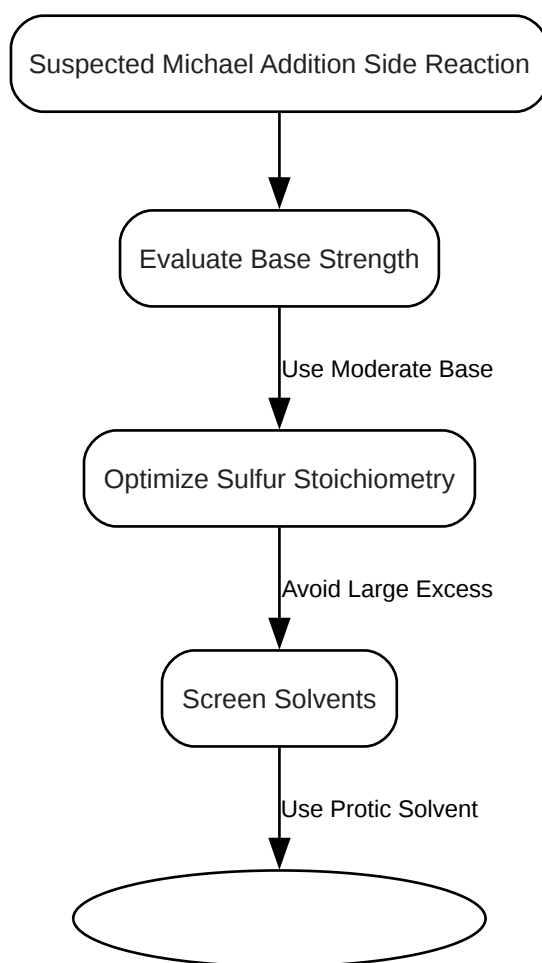 Suspected Michael Addition Side Reaction
Evaluate Base Strength
Use Moderate Base
Optimize Sulfur Stoichiometry
Avoid Large Excess
Screen Solvents
Use Protic Solvent